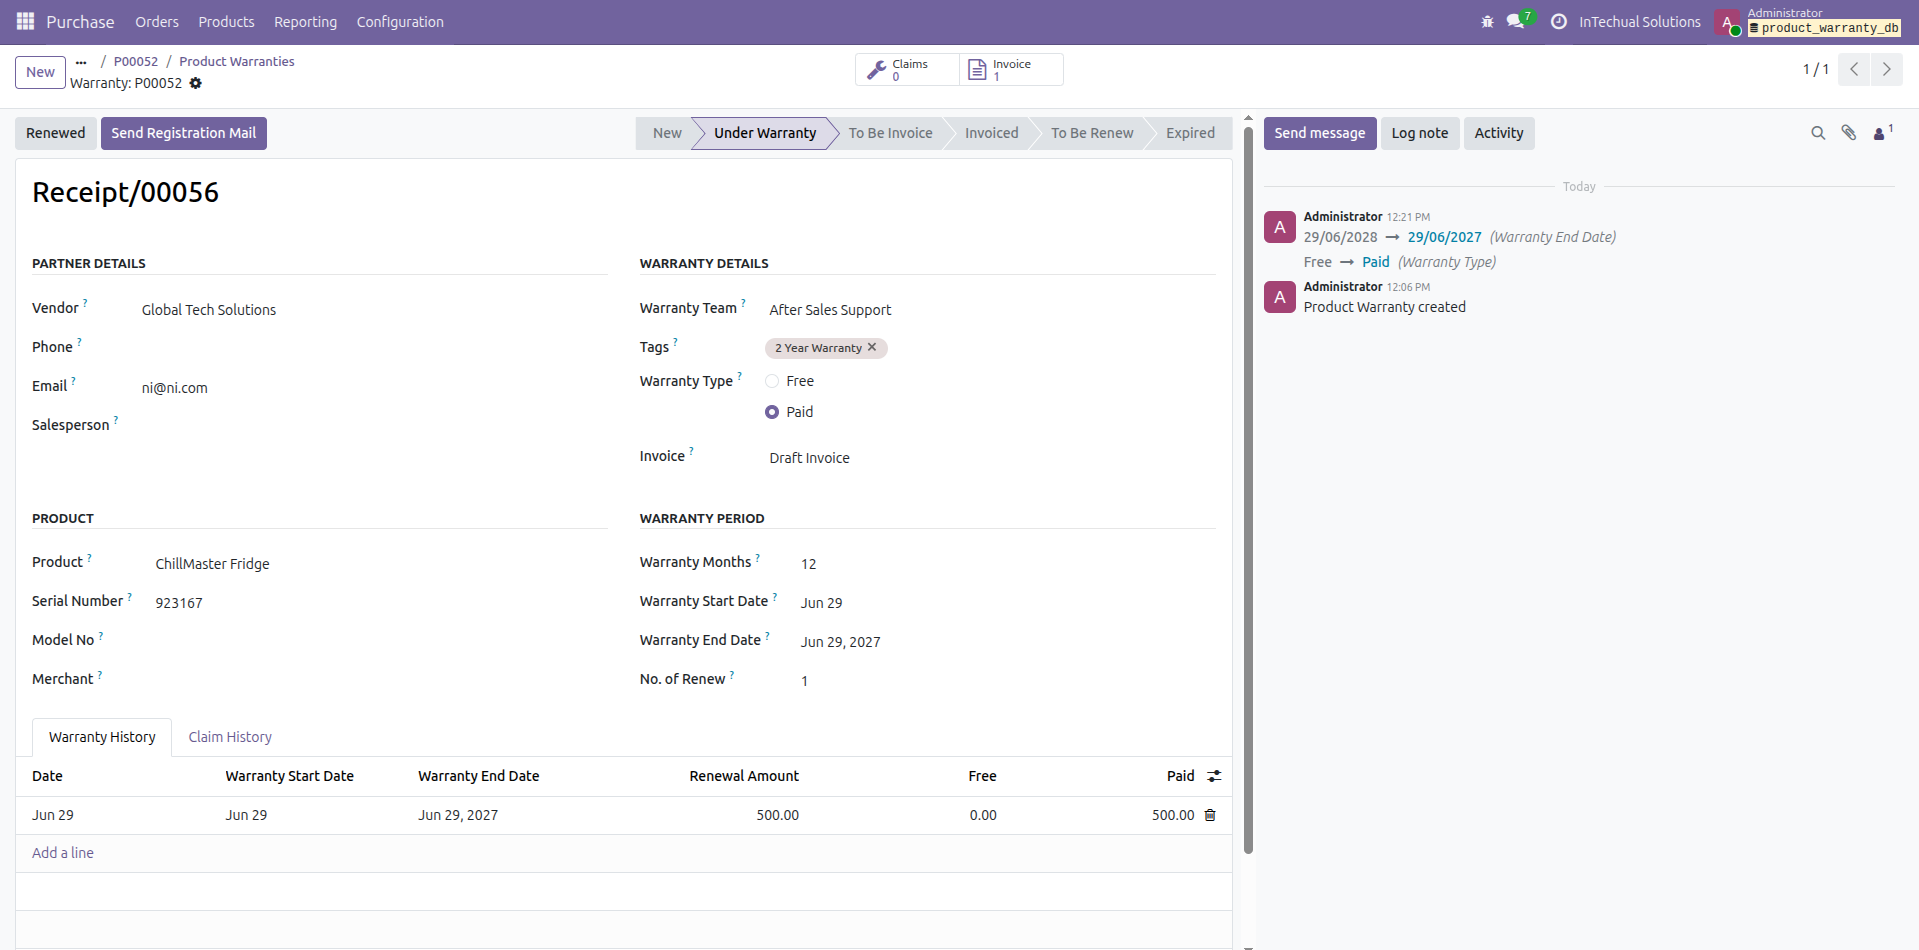 Purchase Orders Products Reporting Configuration 7 InTechual Solutions A Administrator
product_warranty_db
New ... / P00052 / Product Warranties
Warranty: P00052
Claims
0
Invoice
1
1 / 1
Renewed Send Registration Mail New Under Warranty To Be Invoice Invoiced To Be Renew Expired
Receipt/00056
PARTNER DETAILS
Vendor ? Global Tech Solutions
Phone ?
Email ? ni@ni.com
Salesperson ?
WARRANTY DETAILS
Warranty Team ? After Sales Support
Tags ? 2 Year Warranty ✕
Warranty Type ? Free
Paid
Invoice ? Draft Invoice
PRODUCT
Product ? ChillMaster Fridge
Serial Number ? 923167
Model No ?
Merchant ?
WARRANTY PERIOD
Warranty Months ? 12
Warranty Start Date ? Jun 29
Warranty End Date ? Jun 29, 2027
No. of Renew ? 1
Warranty History Claim History
Date Warranty Start Date Warranty End Date Renewal Amount Free Paid
Jun 29 Jun 29 Jun 29, 2027 500.00 0.00 500.00
Add a line
Send message Log note Activity 1
Today
A Administrator 12:21 PM
29/06/2028 → 29/06/2027 (Warranty End Date)
Free → Paid (Warranty Type)
A Administrator 12:06 PM
Product Warranty created